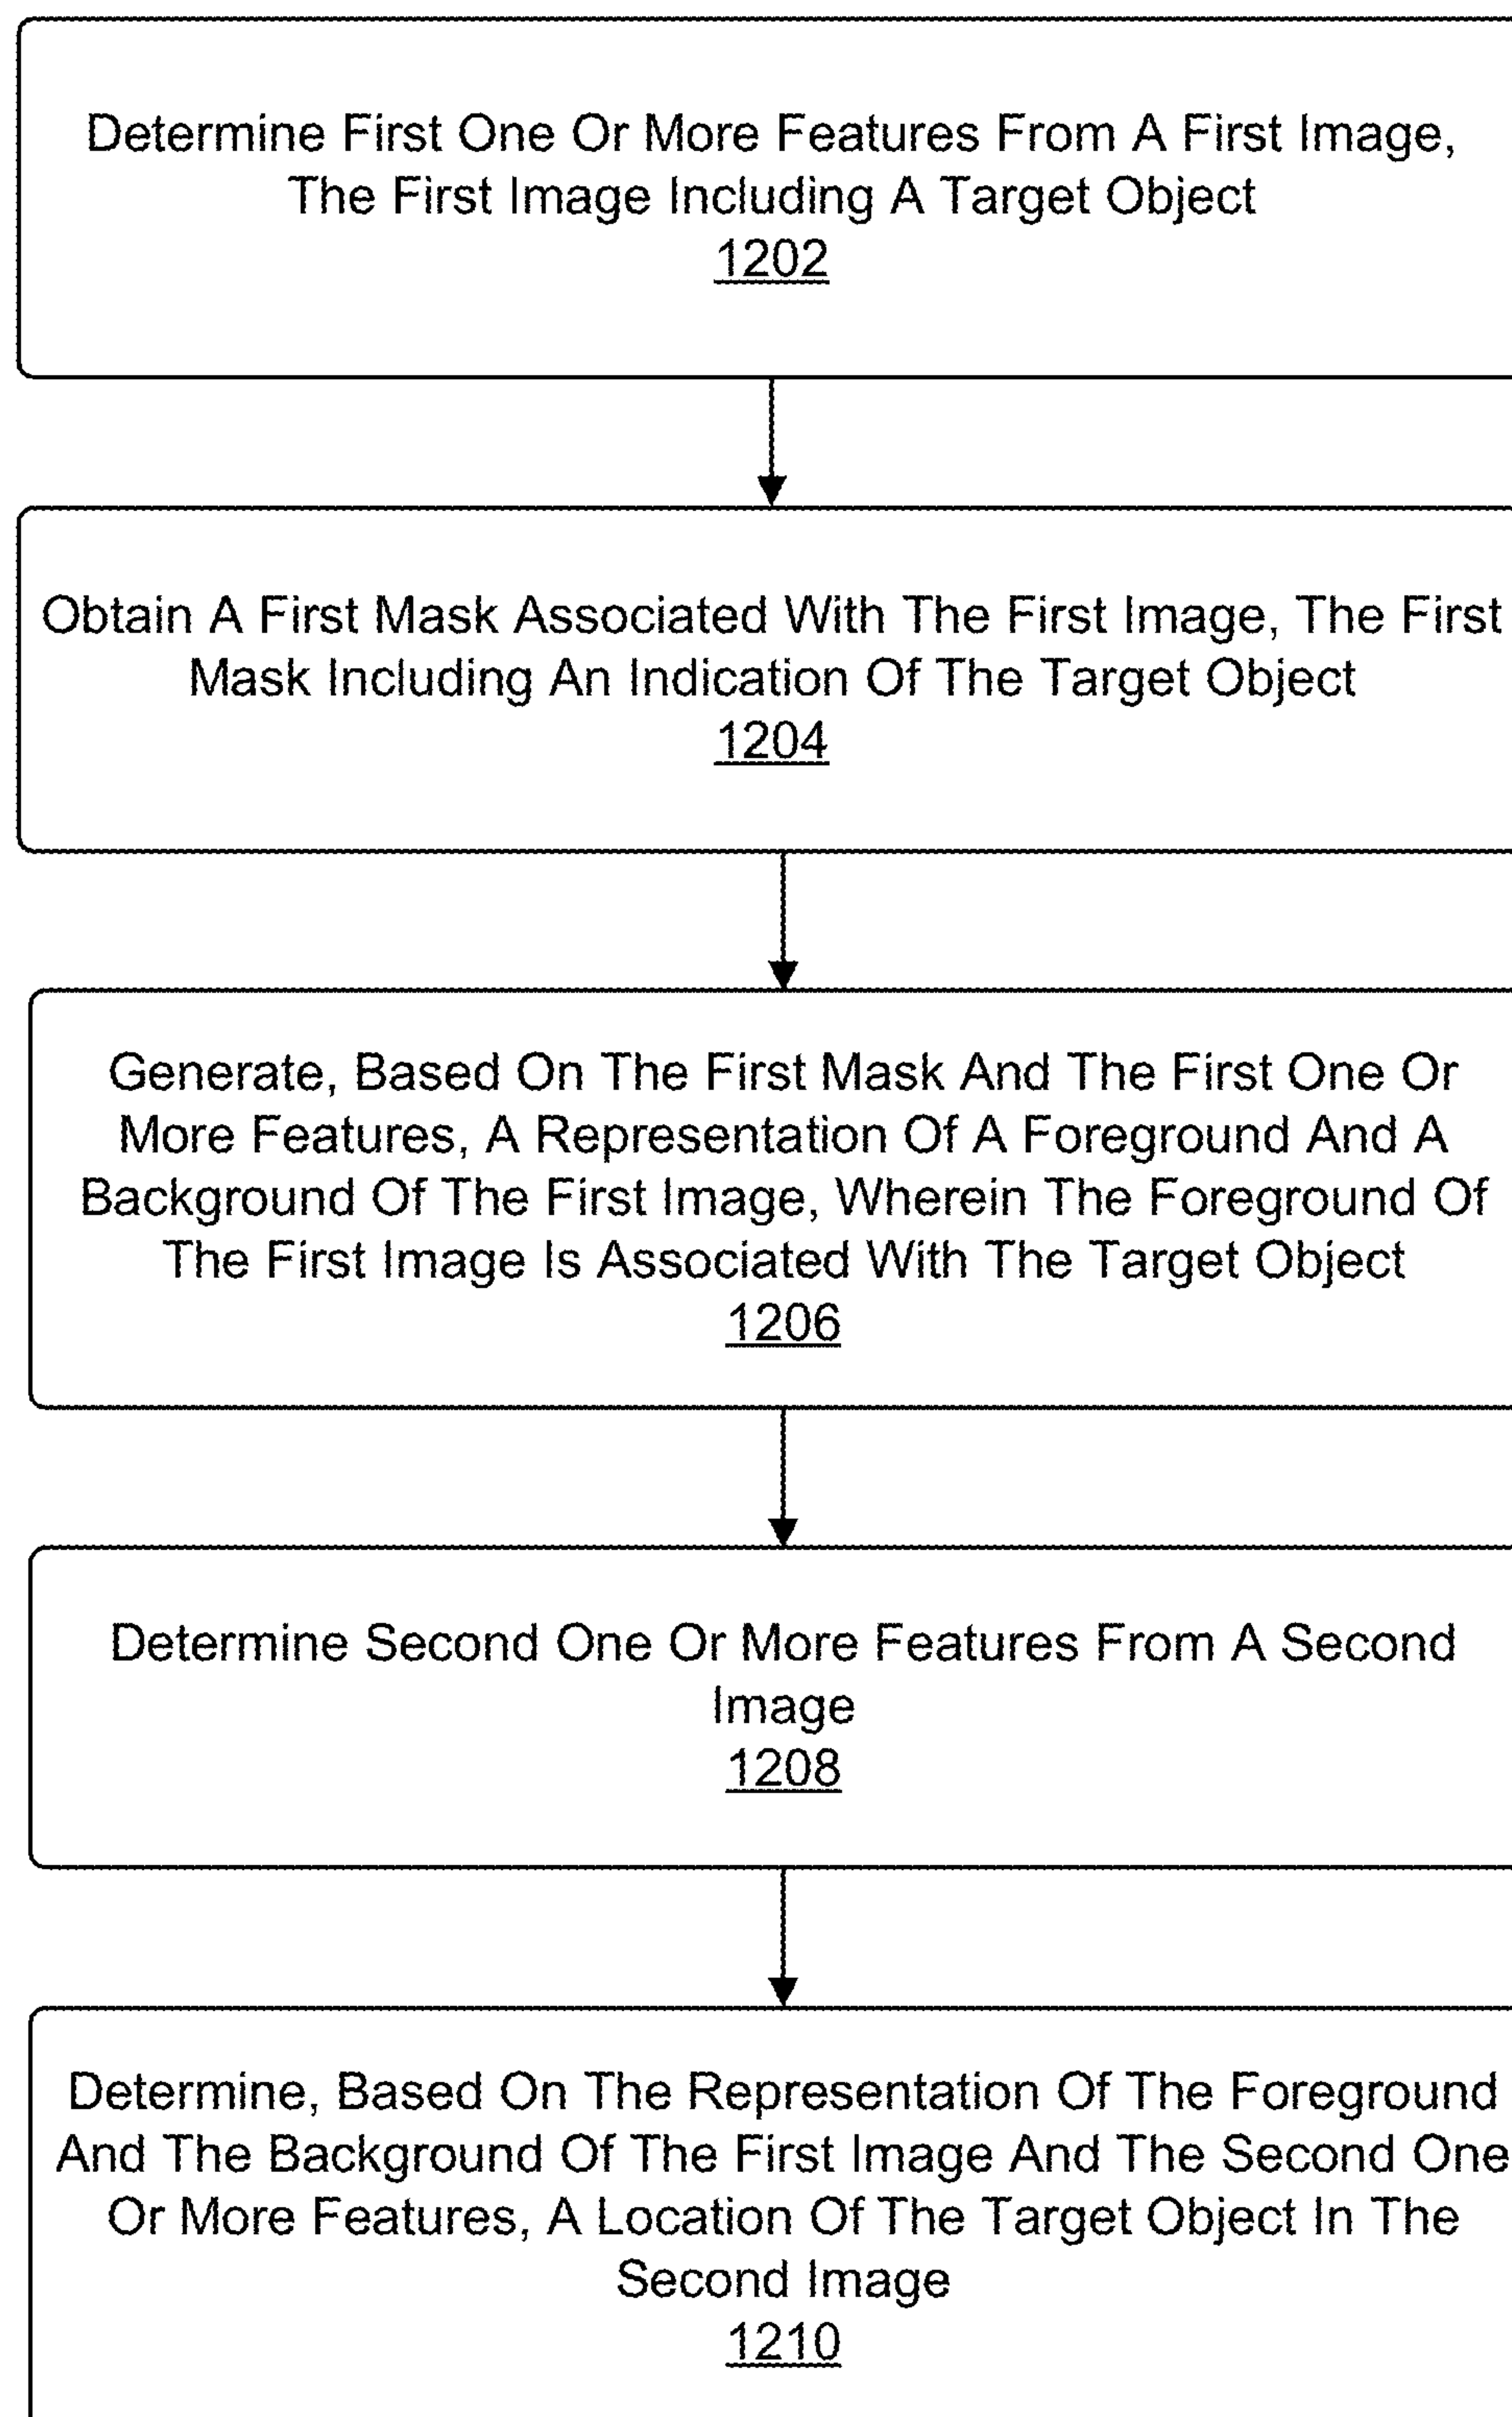 Determine First One Or More Features From A First Image,
The First Image Including A Target Object
1202
Obtain A First Mask Associated With The First Image, The First
Mask Including An Indication Of The Target Object
1204
Generate, Based On The First Mask And The First One Or
More Features, A Representation Of A Foreground And A
Background Of The First Image, Wherein The Foreground Of
The First Image Is Associated With The Target Object
1206
Determine Second One Or More Features From A Second
Image
1208
Determine, Based On The Representation Of The Foreground
And The Background Of The First Image And The Second One
Or More Features, A Location Of The Target Object In The
Second Image
1210